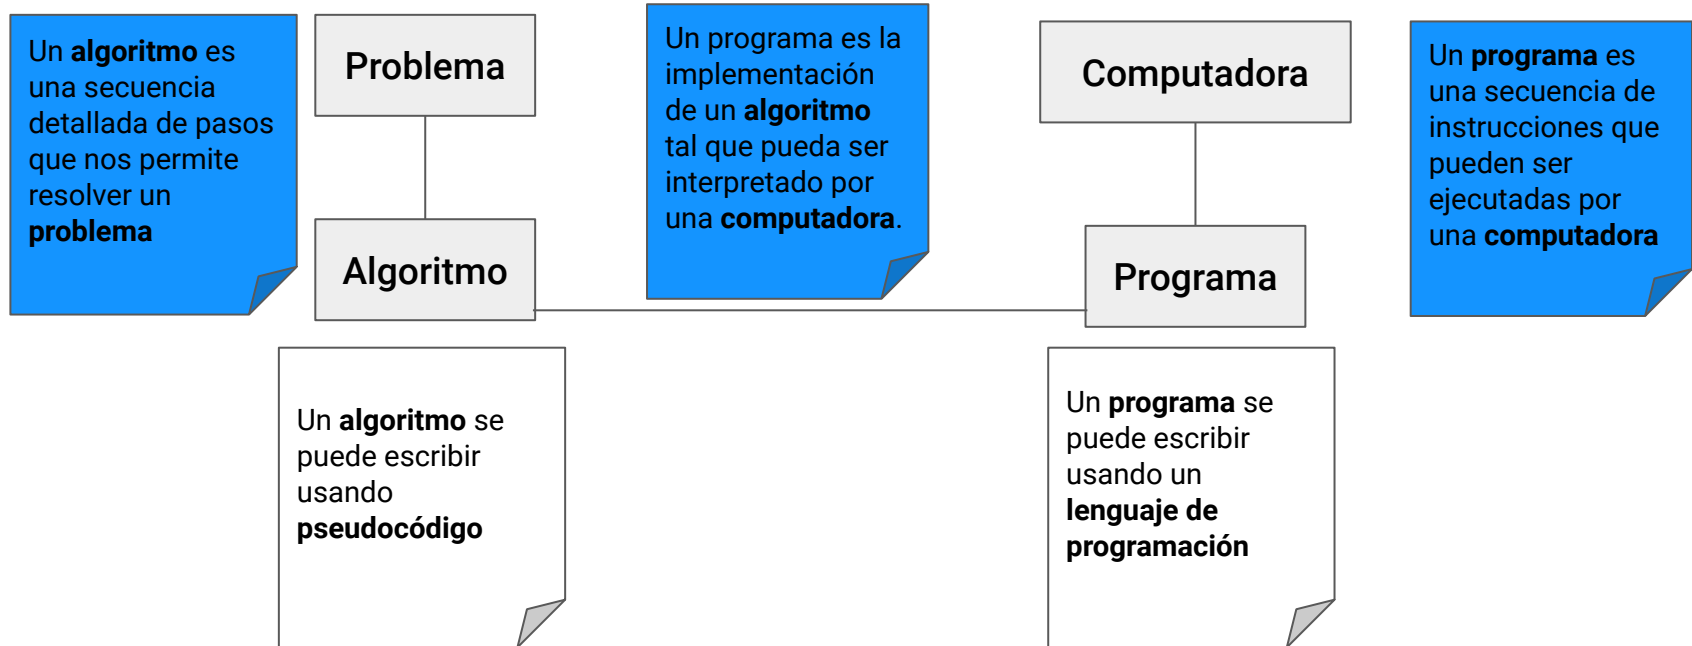 Un algoritmo es
una secuencia
detallada de pasos
que nos permite
resolver un
problema
Problema
Algoritmo
Un programa es la
implementación
de un algoritmo
tal que pueda ser
interpretado por
una computadora.
Computadora
Programa
Un programa es
una secuencia de
instrucciones que
pueden ser
ejecutadas por
una computadora
Un algoritmo se
puede escribir
usando
pseudocódigo
Un programa se
puede escribir
usando un
lenguaje de
programación